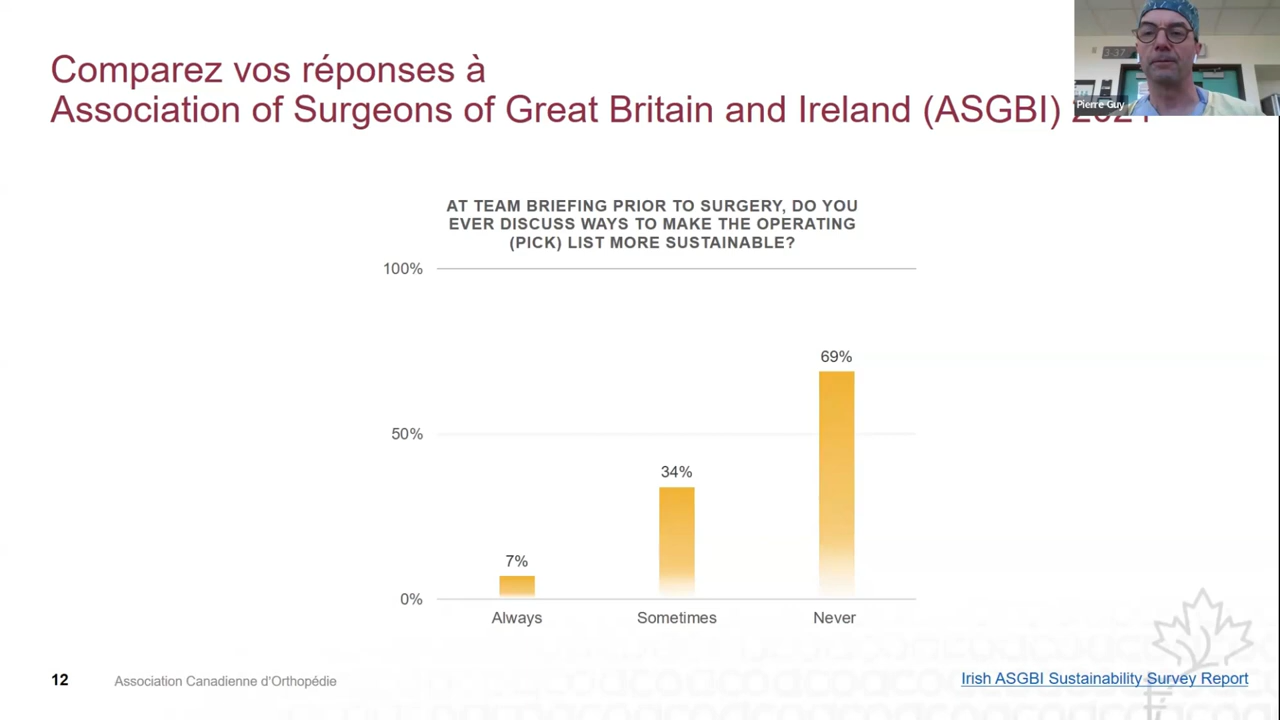 Comparez vos réponses à
Association of Surgeons of Great Britain and Ireland (ASGBI)
3-37
Pierre Guy
AT TEAM BRIEFING PRIOR TO SURGERY, DO YOU
EVER DISCUSS WAYS TO MAKE THE OPERATING
(PICK) LIST MORE SUSTAINABLE?
100%
69%
50%
34%
7%
0%
Always Sometimes Never
12 Association Canadienne d'Orthopédie
Irish ASGBI Sustainability Survey Report